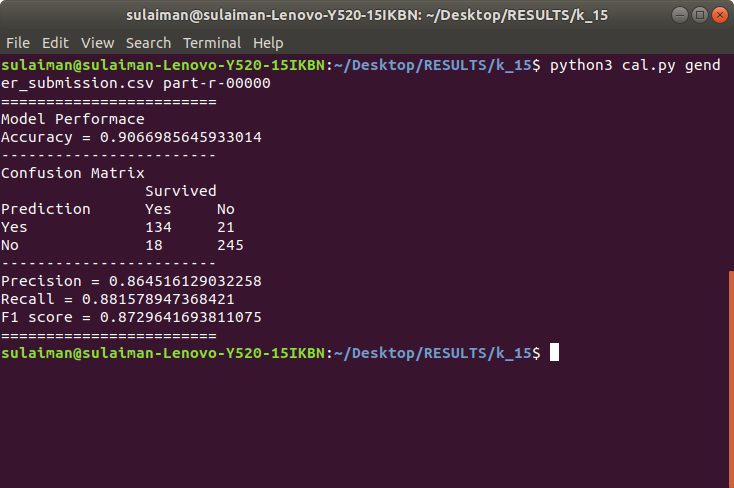 sulaiman@sulaiman-Lenovo-Y520-15IKBN: ~/Desktop/RESULTS/k_15
File Edit View Search Terminal Help
sulaiman@sulaiman-Lenovo-Y520-15IKBN:~/Desktop/RESULTS/k_15$ python3 cal.py gend
er_submission.csv part-r-00000
========================
Model Performace
Accuracy = 0.9066985645933014
------------------------
Confusion Matrix
                Survived
Prediction      Yes     No
Yes             134     21
No              18      245
------------------------
Precision = 0.864516129032258
Recall = 0.881578947368421
F1 score = 0.8729641693811075
========================
sulaiman@sulaiman-Lenovo-Y520-15IKBN:~/Desktop/RESULTS/k_15$